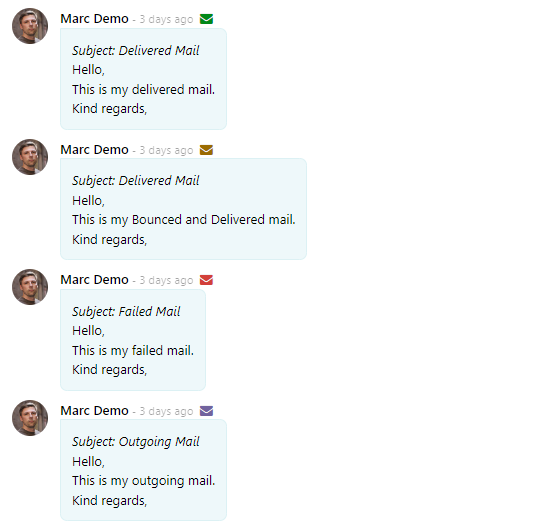 Marc Demo - 3 days ago
Subject: Delivered Mail
Hello,
This is my delivered mail.
Kind regards,
Marc Demo - 3 days ago
Subject: Delivered Mail
Hello,
This is my Bounced and Delivered mail.
Kind regards,
Marc Demo - 3 days ago
Subject: Failed Mail
Hello,
This is my failed mail.
Kind regards,
Marc Demo - 3 days ago
Subject: Outgoing Mail
Hello,
This is my outgoing mail.
Kind regards,